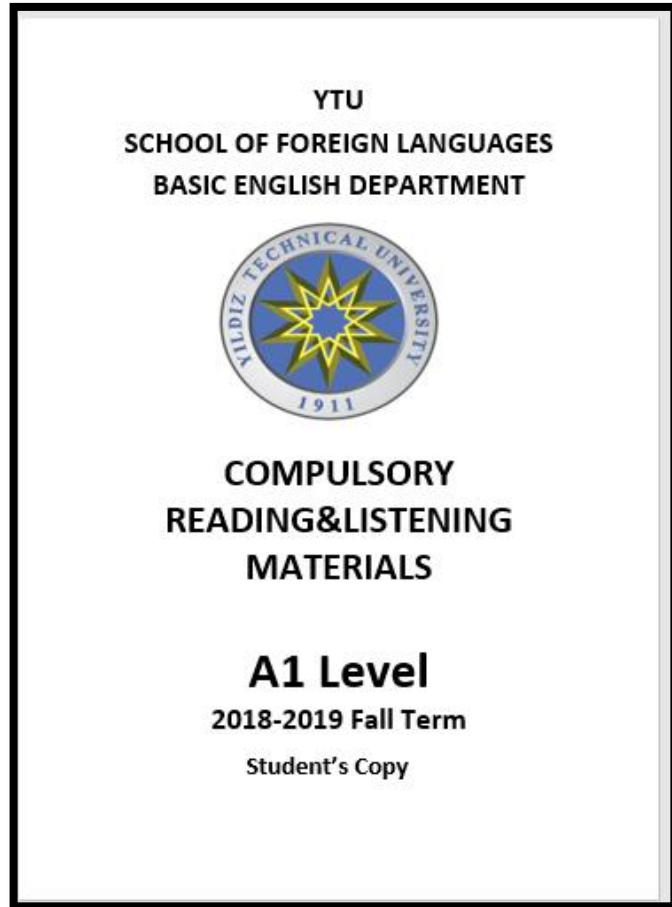 YTU
SCHOOL OF FOREIGN LANGUAGES
BASIC ENGLISH DEPARTMENT
YILDIZ TECHNICAL UNIVERSITY
1911
COMPULSORY
READING&LISTENING
MATERIALS
A1 Level
2018-2019 Fall Term
Student’s Copy